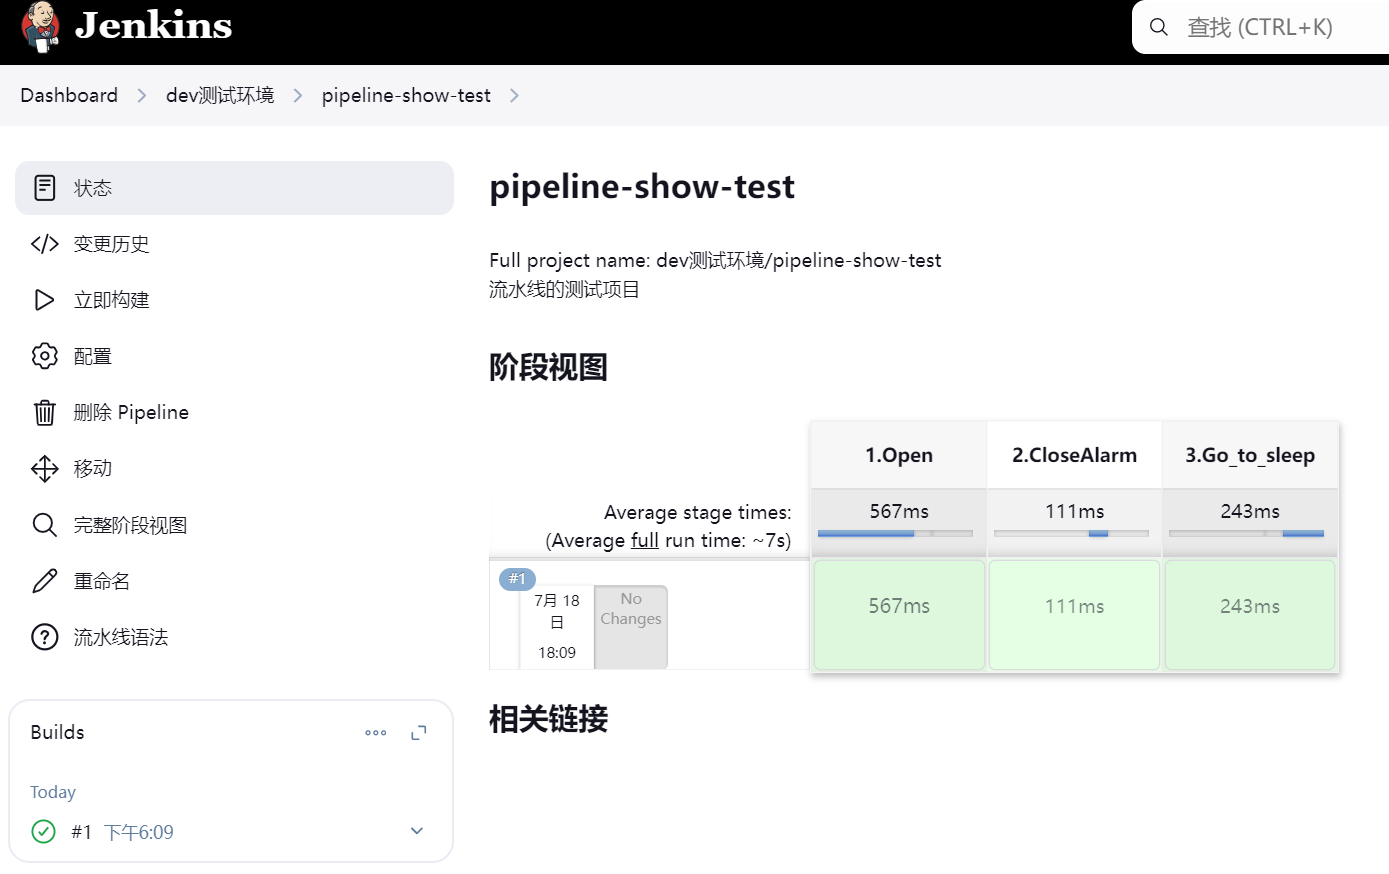 Jenkins
查找 (CTRL+K)
Dashboard
dev测试环境
pipeline-show-test
状态
变更历史
立即构建
配置
删除 Pipeline
移动
完整阶段视图
重命名
流水线语法
Builds
Today
#1 下午6:09
pipeline-show-test
Full project name: dev测试环境/pipeline-show-test
流水线的测试项目
阶段视图
1.Open
2.CloseAlarm
3.Go_to_sleep
Average stage times:
(Average full run time: ~7s)
567ms
111ms
243ms
#1
7月 18
日
18:09
No
Changes
567ms
111ms
243ms
相关链接